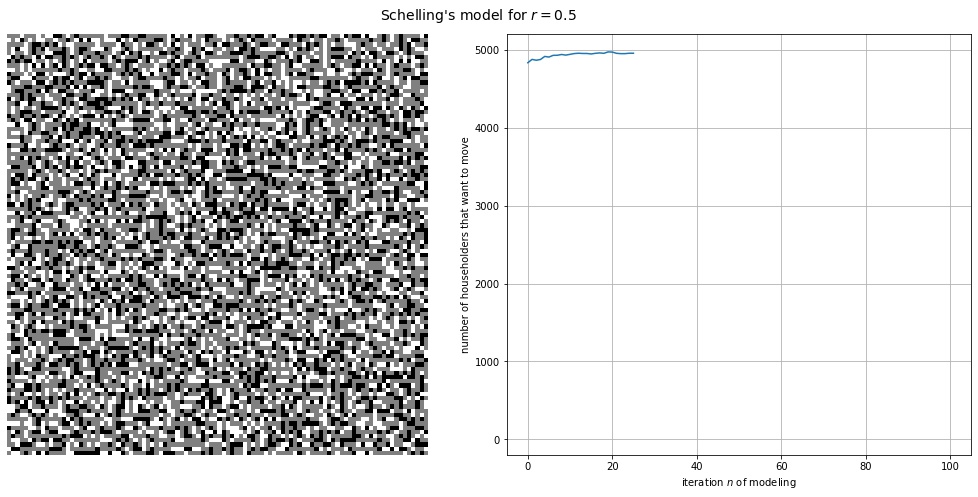 Schelling's model for r = 0.5
number of householders that want to move
5000
4000
3000
2000
1000
0
0 20 40 60 80 100
iteration n of modeling